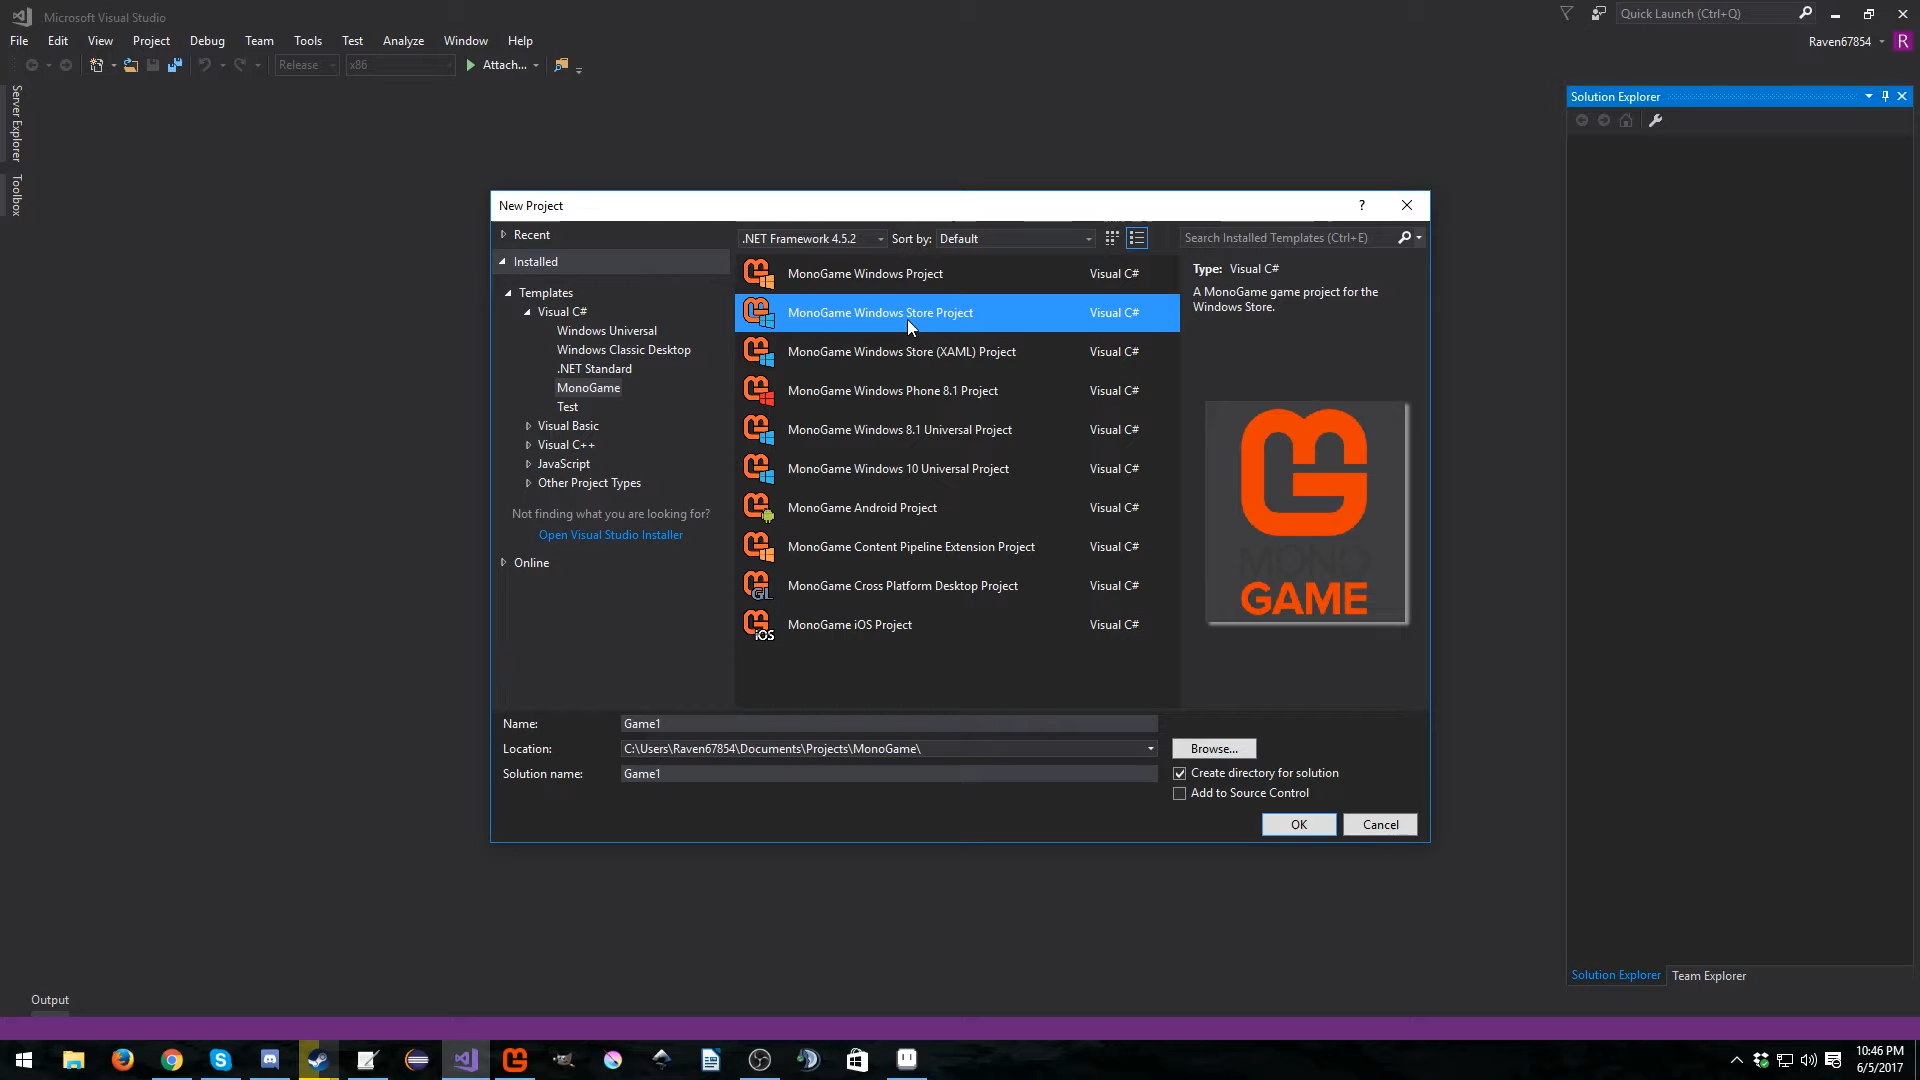 Microsoft Visual Studio
Quick Launch (Ctrl+Q)
File Edit View Project Debug Team Tools Test Analyze Window Help
Raven67854 R
Release x86 Attach...
Server Explorer
Toolbox
Solution Explorer
New Project ?
Recent
Installed
.NET Framework 4.5.2 Sort by: Default
Search Installed Templates (Ctrl+E)
Templates
Visual C#
Windows Universal
Windows Classic Desktop
.NET Standard
MonoGame
Test
Visual Basic
Visual C++
JavaScript
Other Project Types
Not finding what you are looking for?
Open Visual Studio Installer
Online
MonoGame Windows Project Visual C#
MonoGame Windows Store Project Visual C#
MonoGame Windows Store (XAML) Project Visual C#
MonoGame Windows Phone 8.1 Project Visual C#
MonoGame Windows 8.1 Universal Project Visual C#
MonoGame Windows 10 Universal Project Visual C#
MonoGame Android Project Visual C#
MonoGame Content Pipeline Extension Project Visual C#
MonoGame Cross Platform Desktop Project Visual C#
GL
MonoGame iOS Project Visual C#
iOS
Type: Visual C#
A MonoGame game project for the
Windows Store.
MONO
GAME
Name: Game1
Location: C:\Users\Raven67854\Documents\Projects\MonoGame\
Browse...
Solution name: Game1
Create directory for solution
Add to Source Control
OK Cancel
Solution Explorer Team Explorer
Output
10:46 PM
6/5/2017